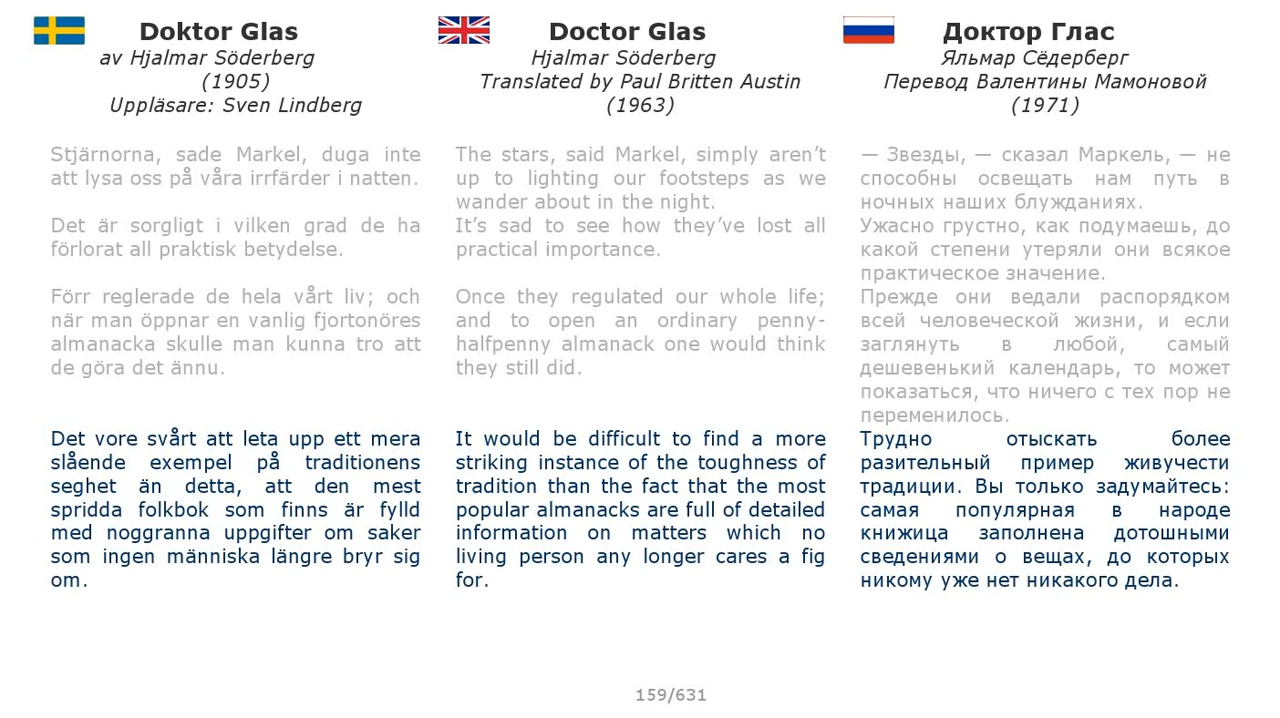 Doktor Glas
av Hjalmar Söderberg
(1905)
Uppläsare: Sven Lindberg
Stjärnorna, sade Markel, duga inte
att lysa oss på våra irrfärder i natten.
Det är sorgligt i vilken grad de ha
förlorat all praktisk betydelse.
Förr reglerade de hela vårt liv; och
när man öppnar en vanlig fjortonöres
almanacka skulle man kunna tro att
de göra det ännu.
Det vore svårt att leta upp ett mera
slående exempel på traditionens
seghet än detta, att den mest
spridda folkbok som finns är fylld
med noggranna uppgifter om saker
som ingen människa längre bryr sig
om.
Doctor Glas
Hjalmar Söderberg
Translated by Paul Britten Austin
(1963)
The stars, said Markel, simply aren’t
up to lighting our footsteps as we
wander about in the night.
It’s sad to see how they’ve lost all
practical importance.
Once they regulated our whole life;
and to open an ordinary penny-
halfpenny almanack one would think
they still did.
It would be difficult to find a more
striking instance of the toughness of
tradition than the fact that the most
popular almanacks are full of detailed
information on matters which no
living person any longer cares a fig
for.
Доктор Глас
Яльмар Сёдерберг
Перевод Валентины Мамоновой
(1971)
— Звезды, — сказал Маркель, — не
способны освещать нам путь в
ночных наших блужданиях.
Ужасно грустно, как подумаешь, до
какой степени утеряли они всякое
практическое значение.
Прежде они ведали распорядком
всей человеческой жизни, и если
заглянуть в любой, самый
дешевенький календарь, то может
показаться, что ничего с тех пор не
переменилось.
Трудно отыскать более
разительный пример живучести
традиции. Вы только задумайтесь:
самая популярная в народе
книжица заполнена дотошными
сведениями о вещах, до которых
никому уже нет никакого дела.
159/631